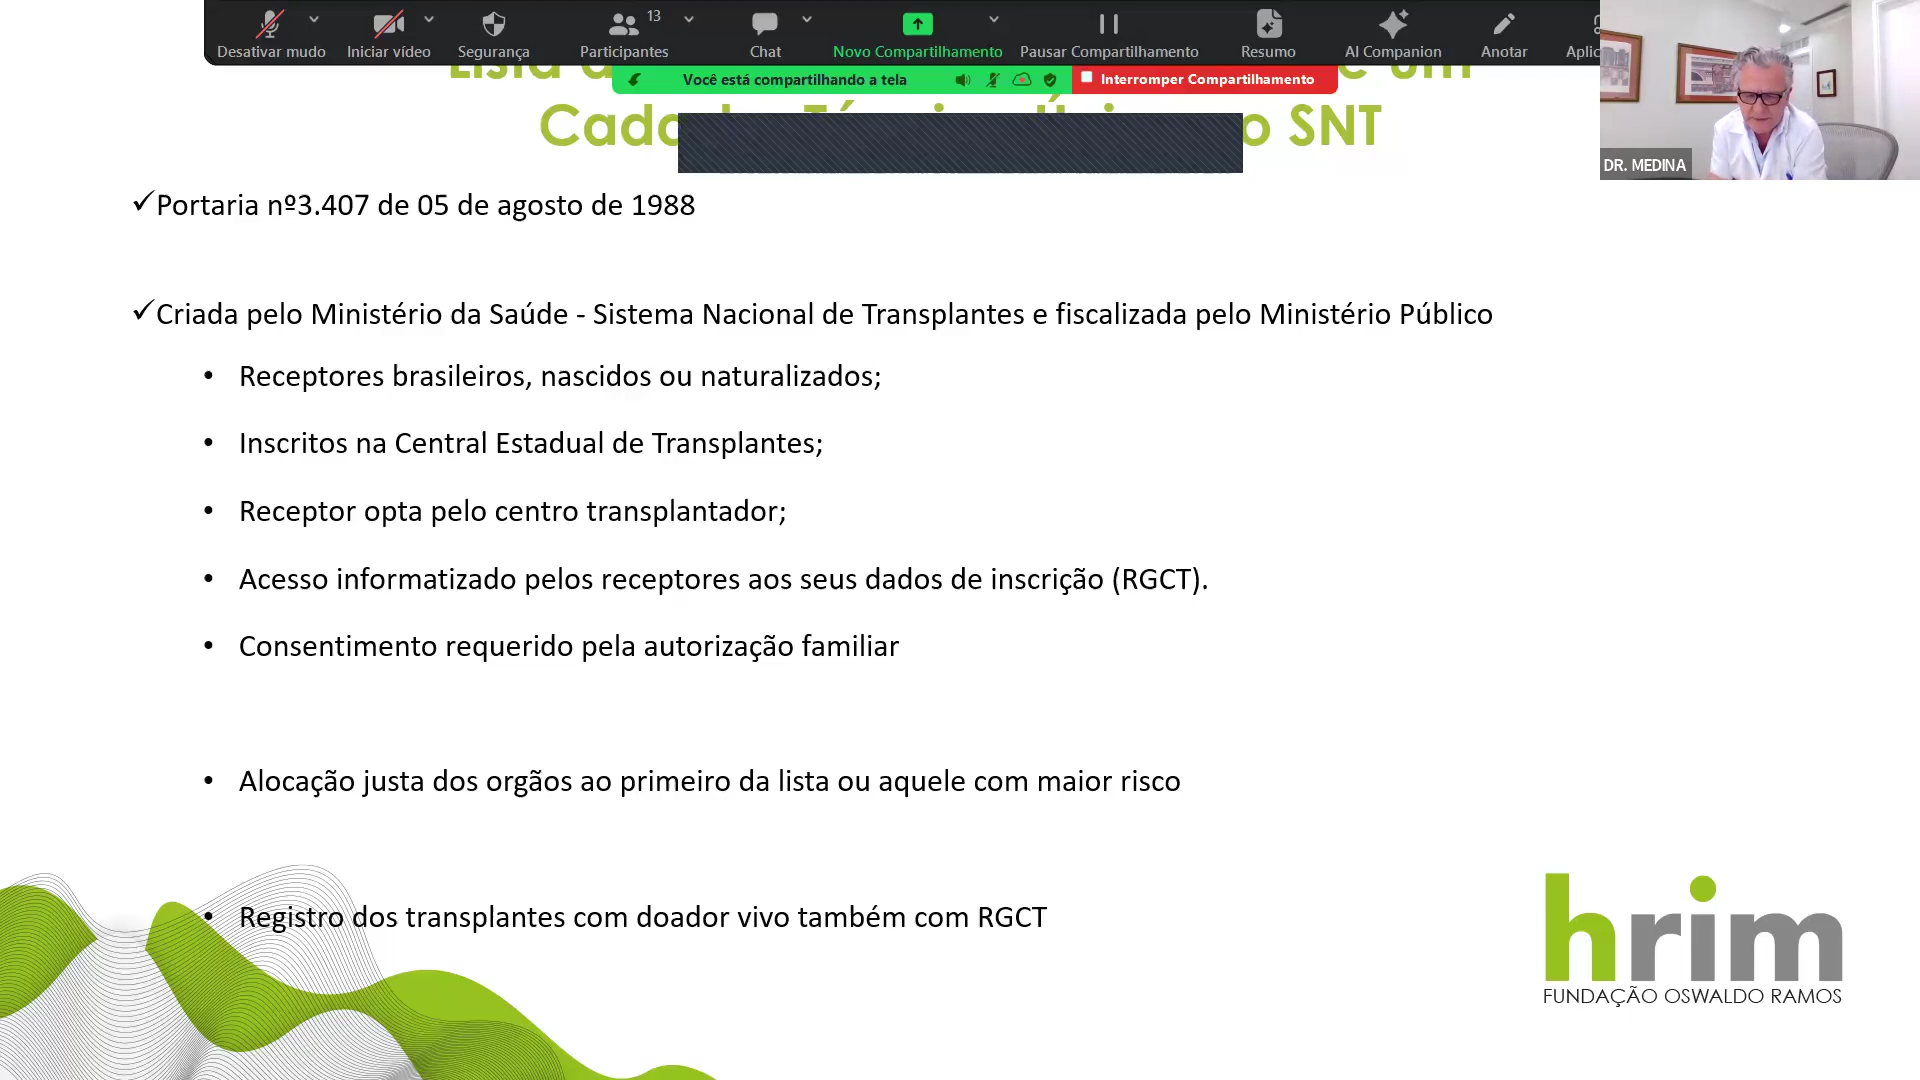 13
Desativar mudo Iniciar vídeo Segurança Participantes Chat Novo Compartilhamento Pausar Compartilhamento Resumo AI Companion Anotar
Você está compartilhando a tela Interromper Compartilhamento
um
SNT
DR. MEDINA
✓Portaria nº3.407 de 05 de agosto de 1988
✓Criada pelo Ministério da Saúde - Sistema Nacional de Transplantes e fiscalizada pelo Ministério Público
• Receptores brasileiros, nascidos ou naturalizados;
• Inscritos na Central Estadual de Transplantes;
• Receptor opta pelo centro transplantador;
• Acesso informatizado pelos receptores aos seus dados de inscrição (RGCT).
• Consentimento requerido pela autorização familiar
• Alocação justa dos orgãos ao primeiro da lista ou aquele com maior risco
• Registro dos transplantes com doador vivo também com RGCT
hrim
FUNDAÇÃO OSWALDO RAMOS